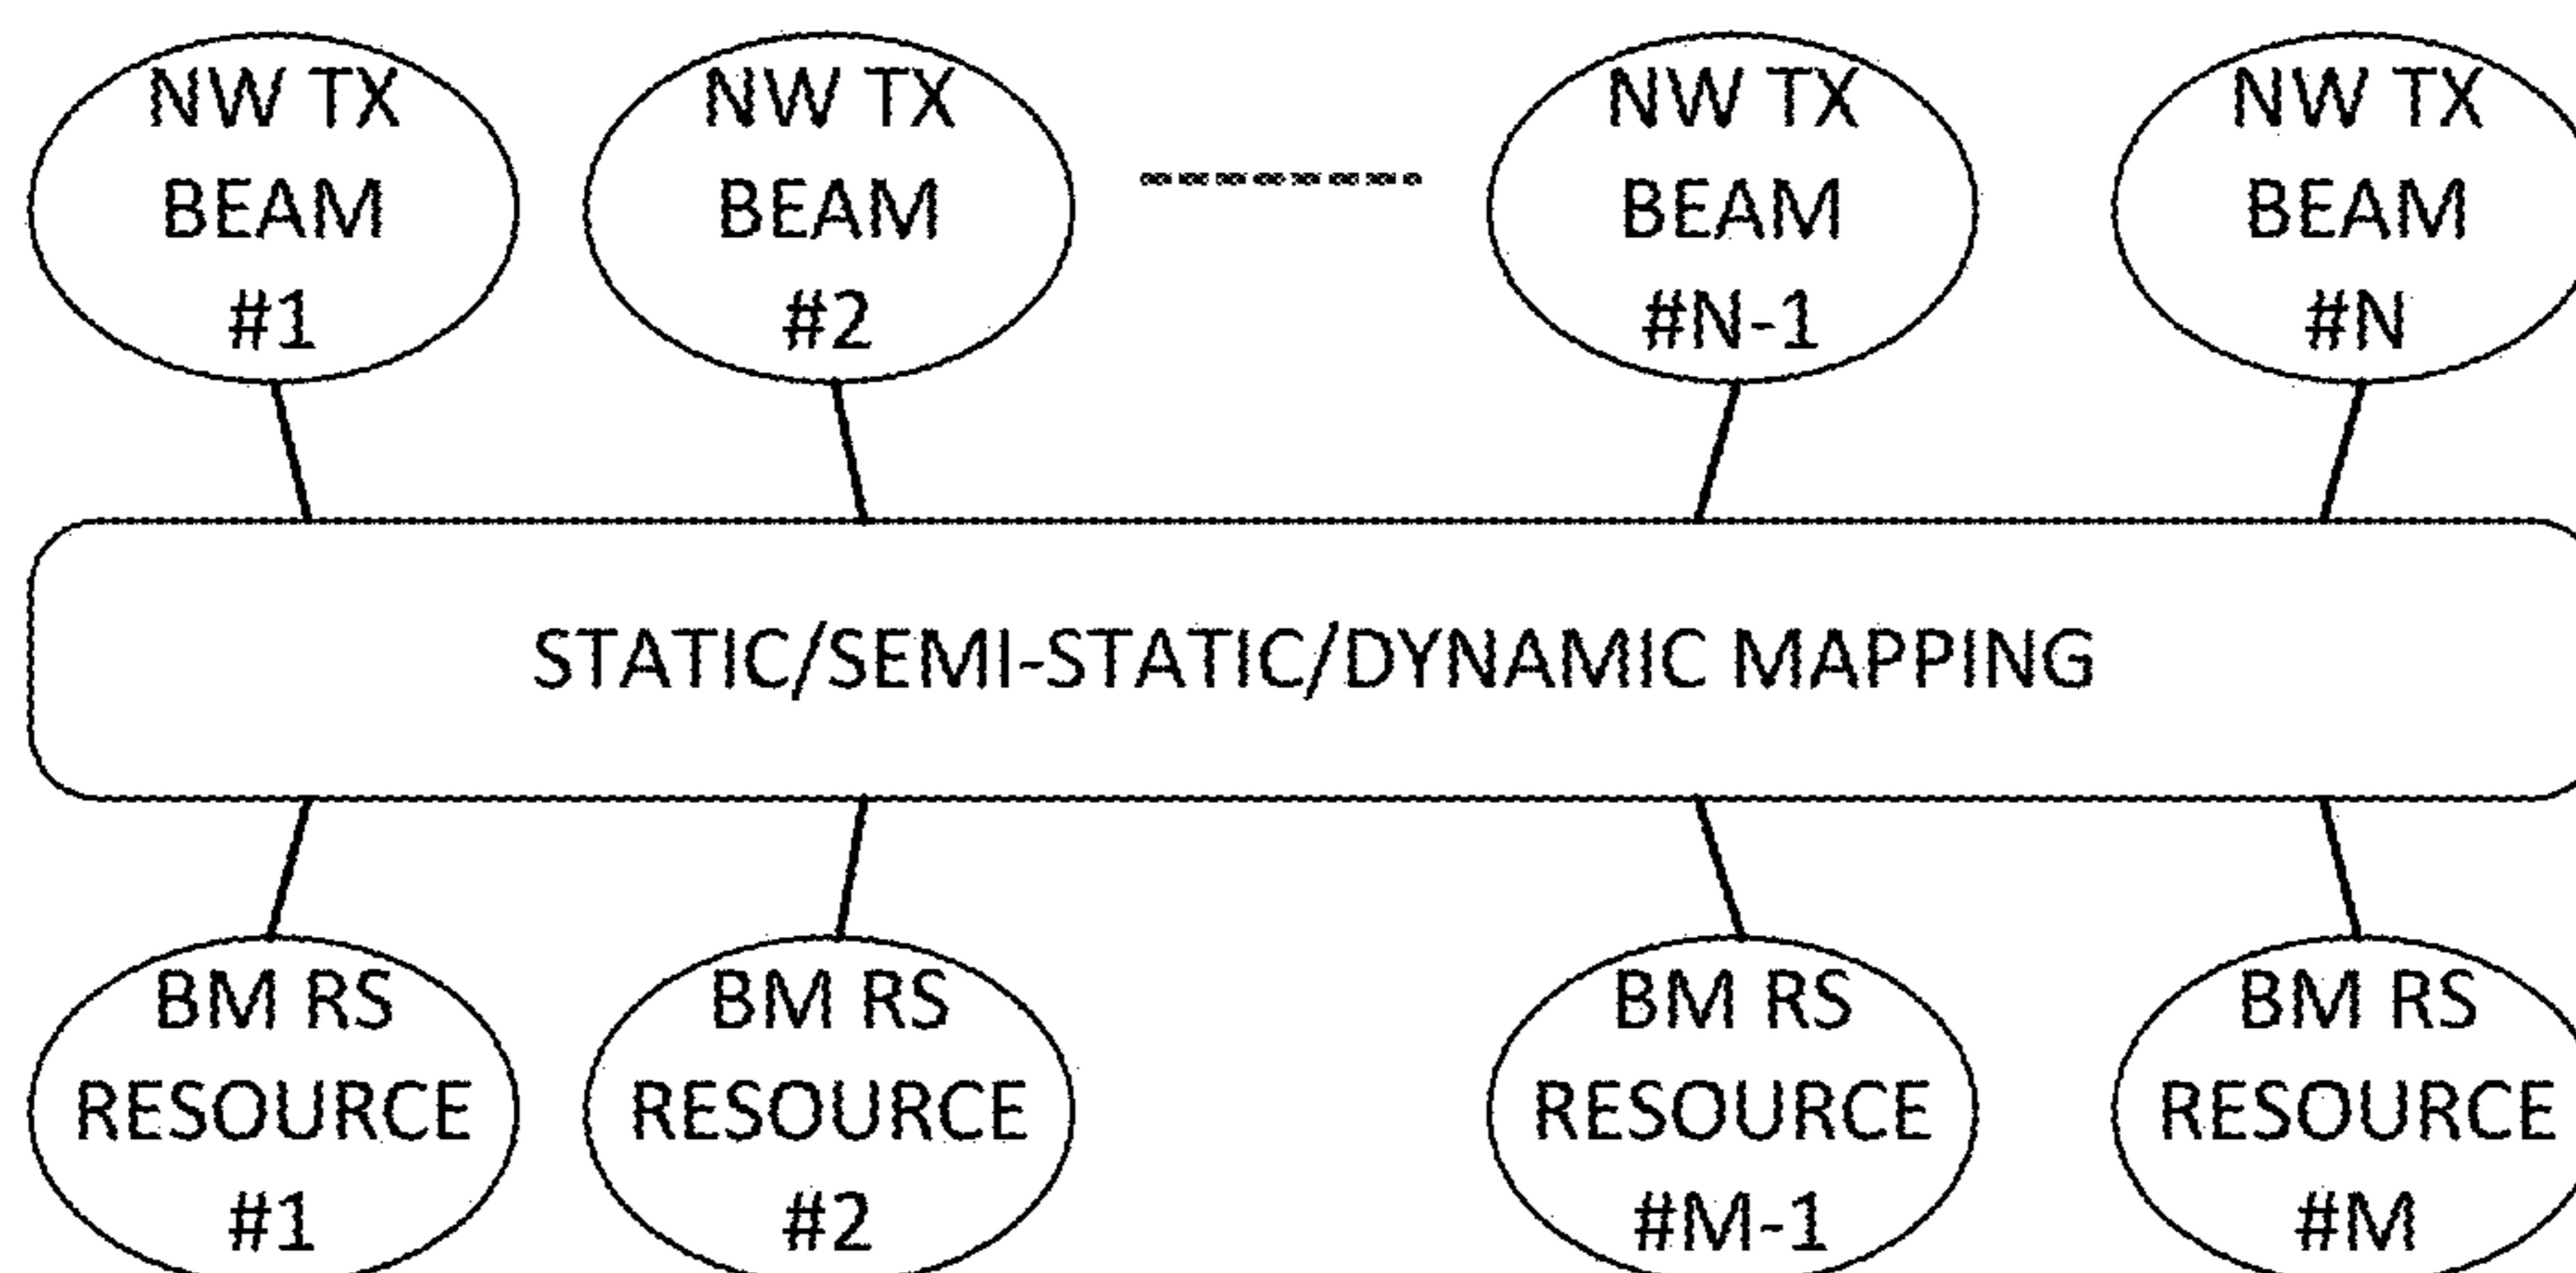 NW TX
BEAM
#1
NW TX
BEAM
#2
NW TX
BEAM
#N-1
NW TX
BEAM
#N
STATIC/SEMI-STATIC/DYNAMIC MAPPING
BM RS
RESOURCE
#1
BM RS
RESOURCE
#2
BM RS
RESOURCE
#M-1
BM RS
RESOURCE
#M